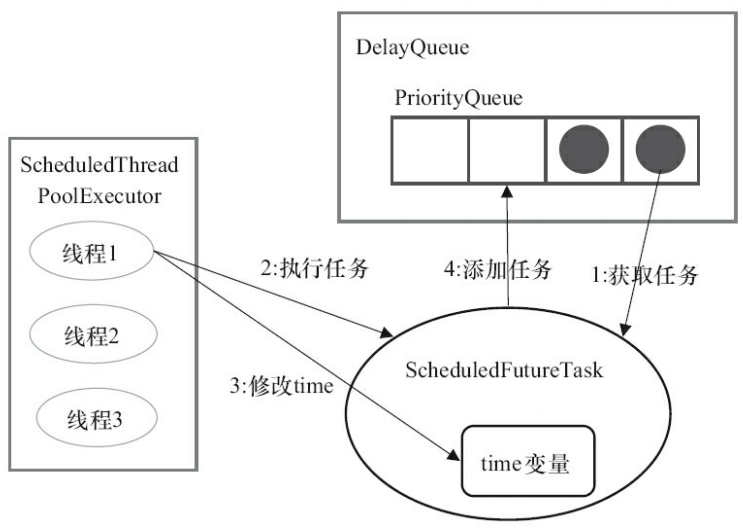 DelayQueue
PriorityQueue
ScheduledThread
PoolExecutor
线程1
线程2
线程3
2:执行任务
4:添加任务
1:获取任务
3:修改time
ScheduledFutureTask
time变量